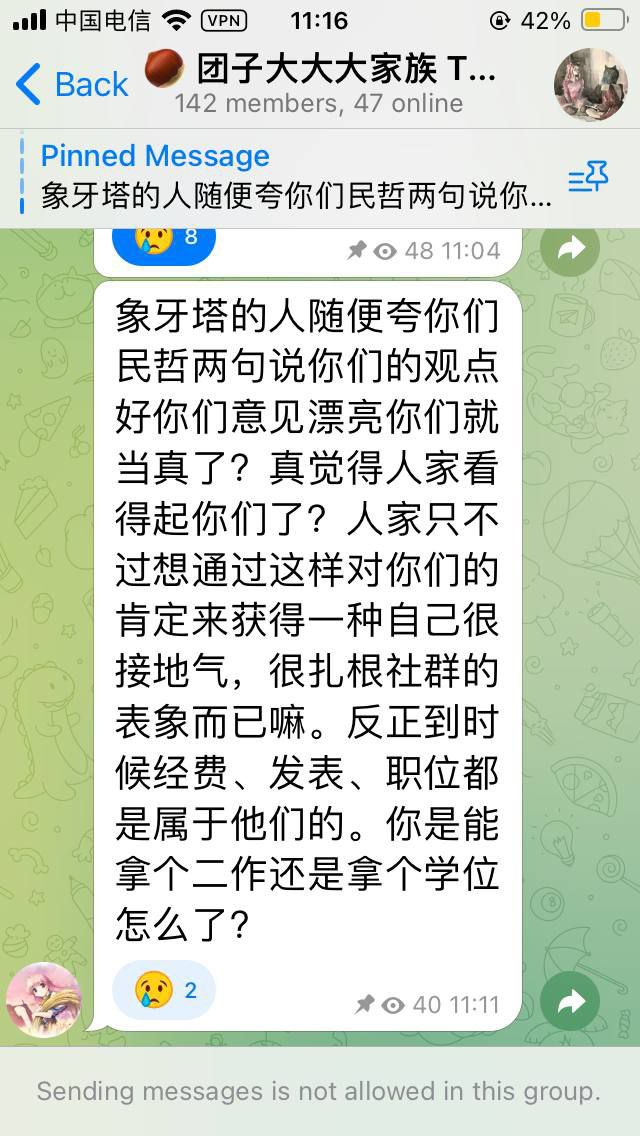 中国电信 VPN 11:16 42%
Back 团子大大大家族 T...
142 members, 47 online
Pinned Message
象牙塔的人随便夸你们民哲两句说你...
8 48 11:04
象牙塔的人随便夸你们
民哲两句说你们的观点
好你们意见漂亮你们就
当真了？真觉得人家看
得起你们了？人家只不
过想通过这样对你们的
肯定来获得一种自己很
接地气，很扎根社群的
表象而已嘛。反正到时
候经费、发表、职位都
是属于他们的。你是能
拿个二作还是拿个学位
怎么了？
2 40 11:11
Sending messages is not allowed in this group.